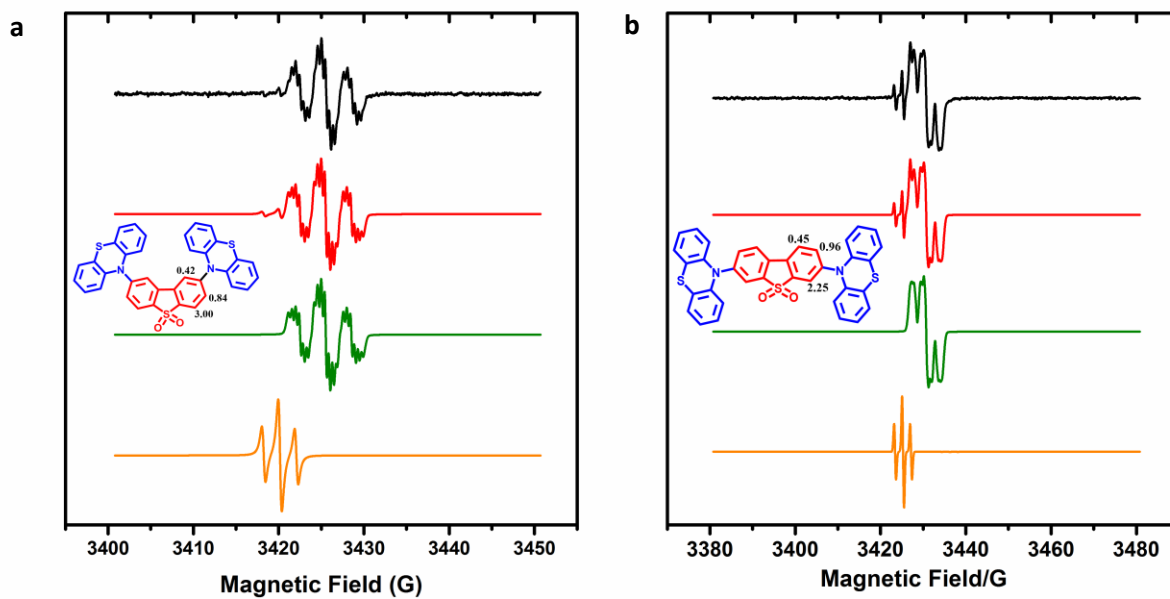 a
S
N
0.42
0.84
3.00
S
O
O
N
S
3400
3410
3420
3430
3440
3450
Magnetic Field (G)
b
S
N
0.45
0.96
2.25
S
O
O
N
S
3380
3400
3420
3440
3460
3480
Magnetic Field/G